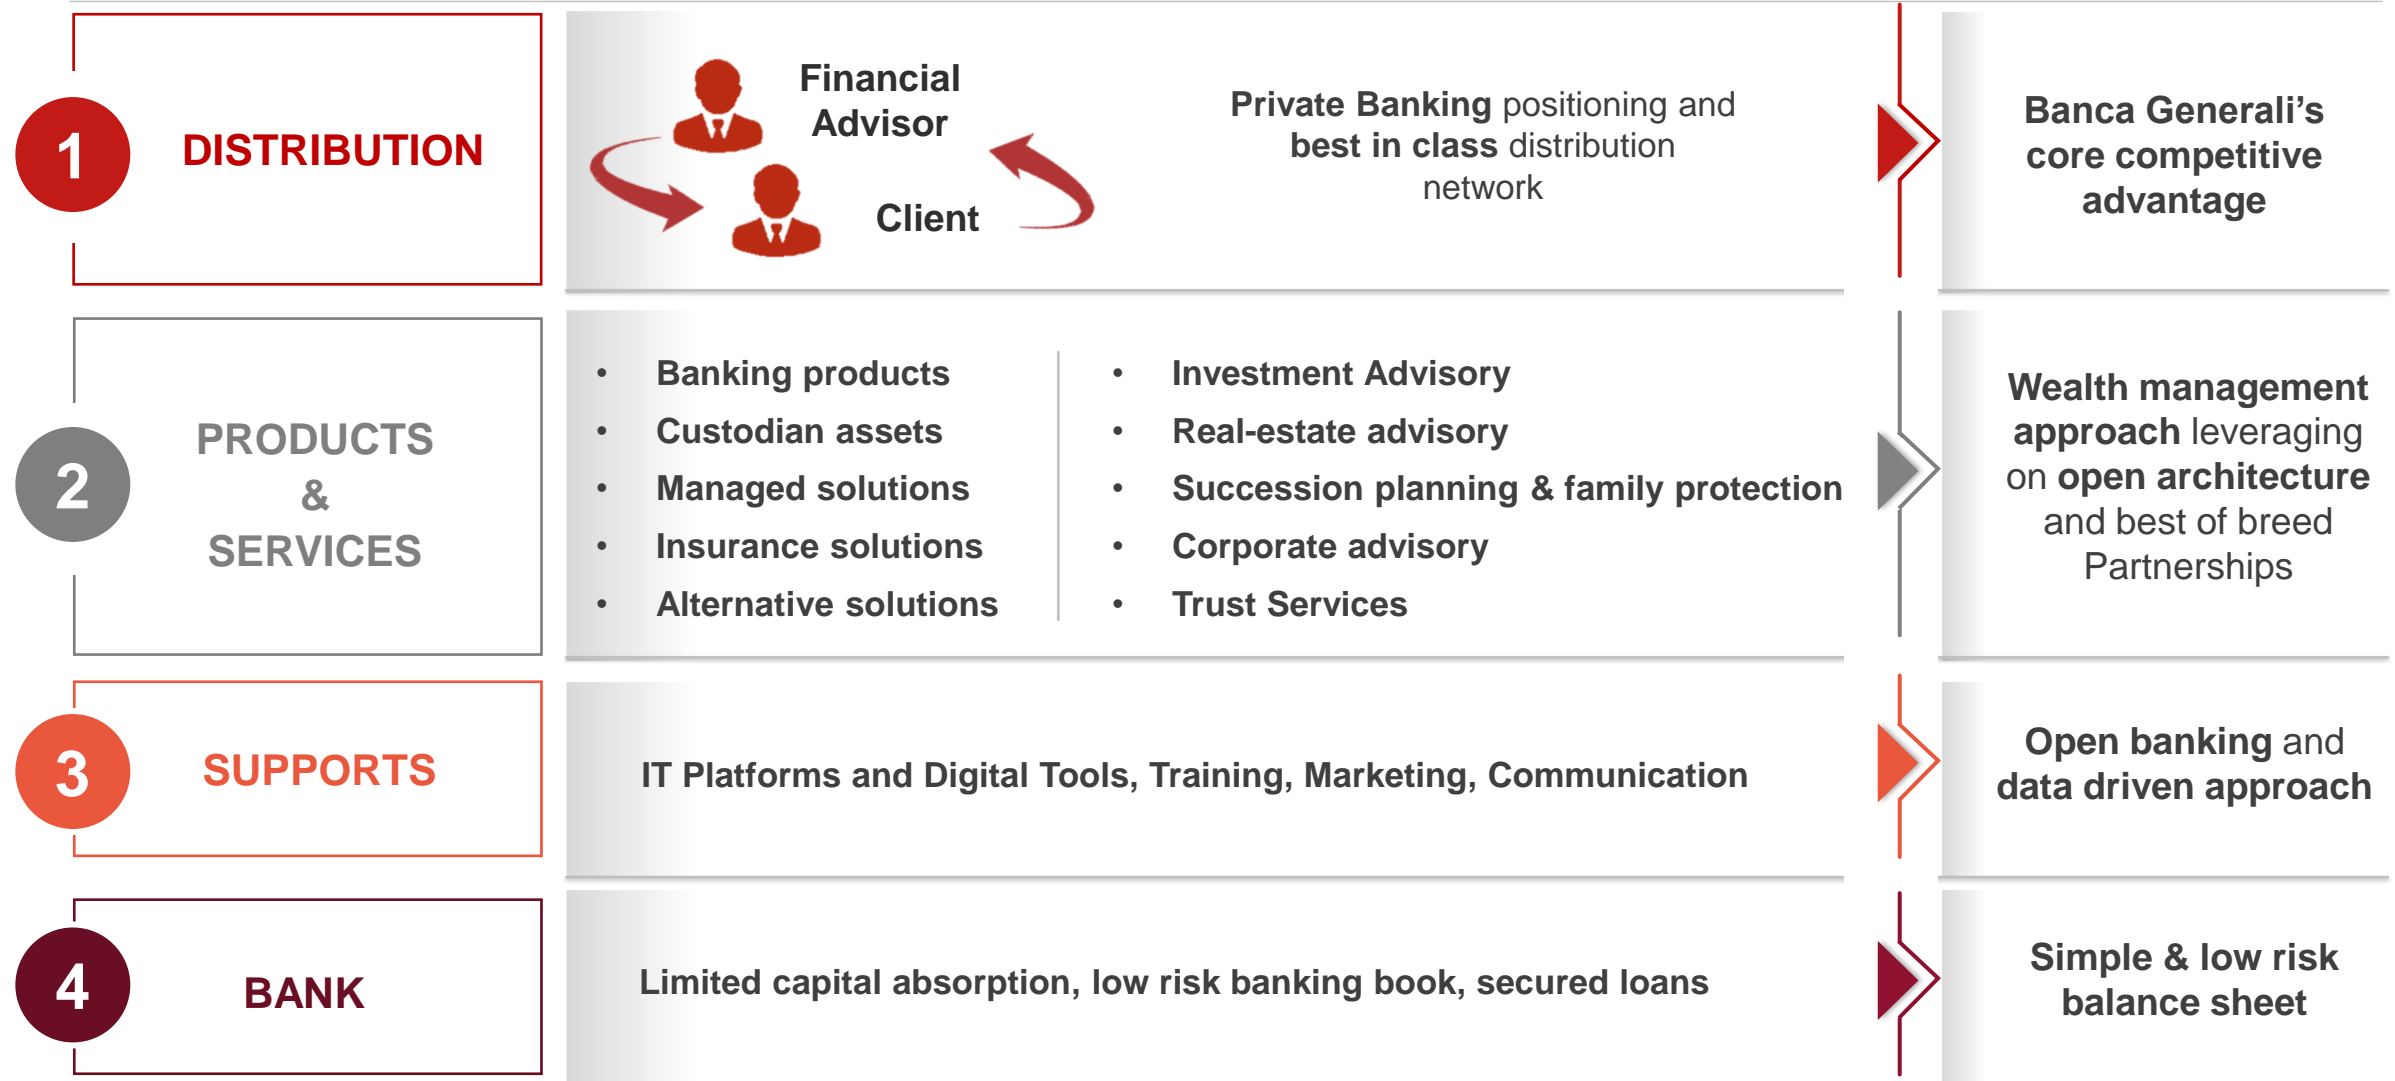 1
DISTRIBUTION
Financial
Advisor
Client
Private Banking positioning and
best in class distribution
network
Banca Generali’s
core competitive
advantage
2
PRODUCTS
&
SERVICES
• Banking products
• Custodian assets
• Managed solutions
• Insurance solutions
• Alternative solutions
• Investment Advisory
• Real-estate advisory
• Succession planning & family protection
• Corporate advisory
• Trust Services
Wealth management
approach leveraging
on open architecture
and best of breed
Partnerships
3
SUPPORTS
IT Platforms and Digital Tools, Training, Marketing, Communication
Open banking and
data driven approach
4
BANK
Limited capital absorption, low risk banking book, secured loans
Simple & low risk
balance sheet